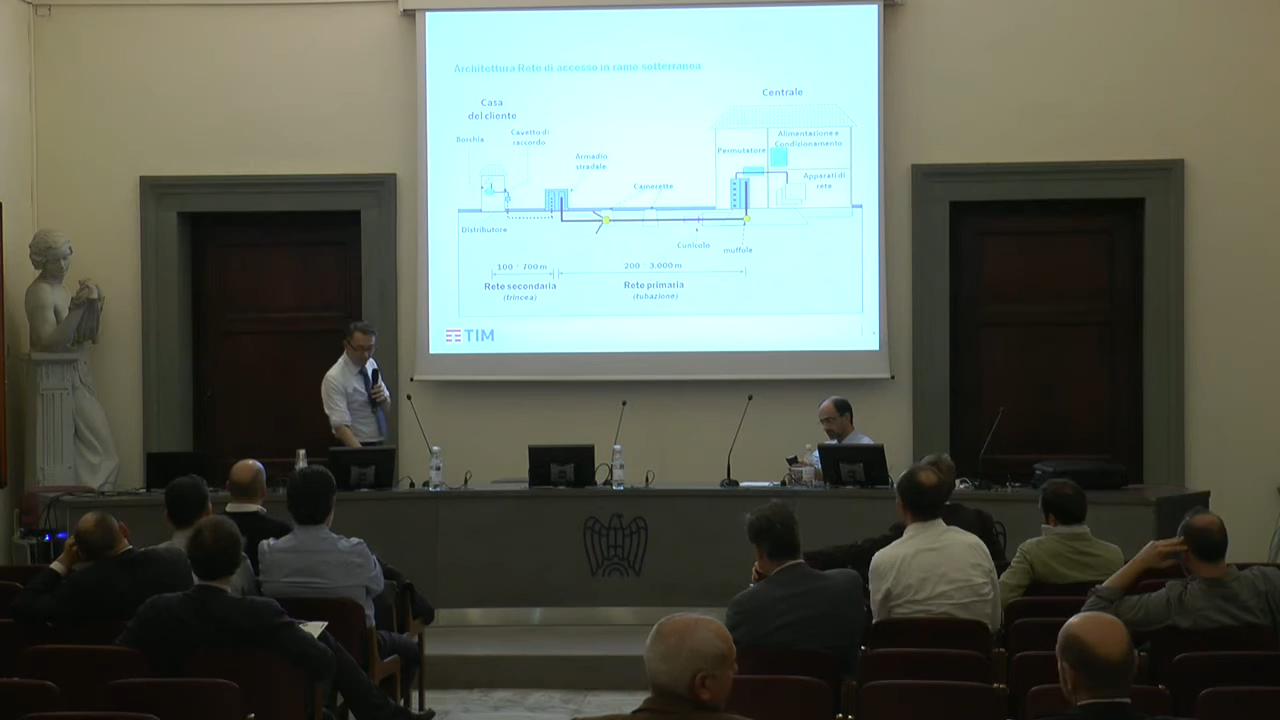 Architettura Rete di accesso in rame sotterranea
Centrale
Casa
del cliente
Borchia
Cavetto di
raccordo
Alimentazione e
Condizionamento
Permutatore
Armadio
stradale
Camerette
Apparati di
rete
Distributore
Cunicolo
muffole
100 ÷ 700 m
200 ÷ 3.000 m
Rete secondaria
(trincea)
Rete primaria
(tubazione)
TIM